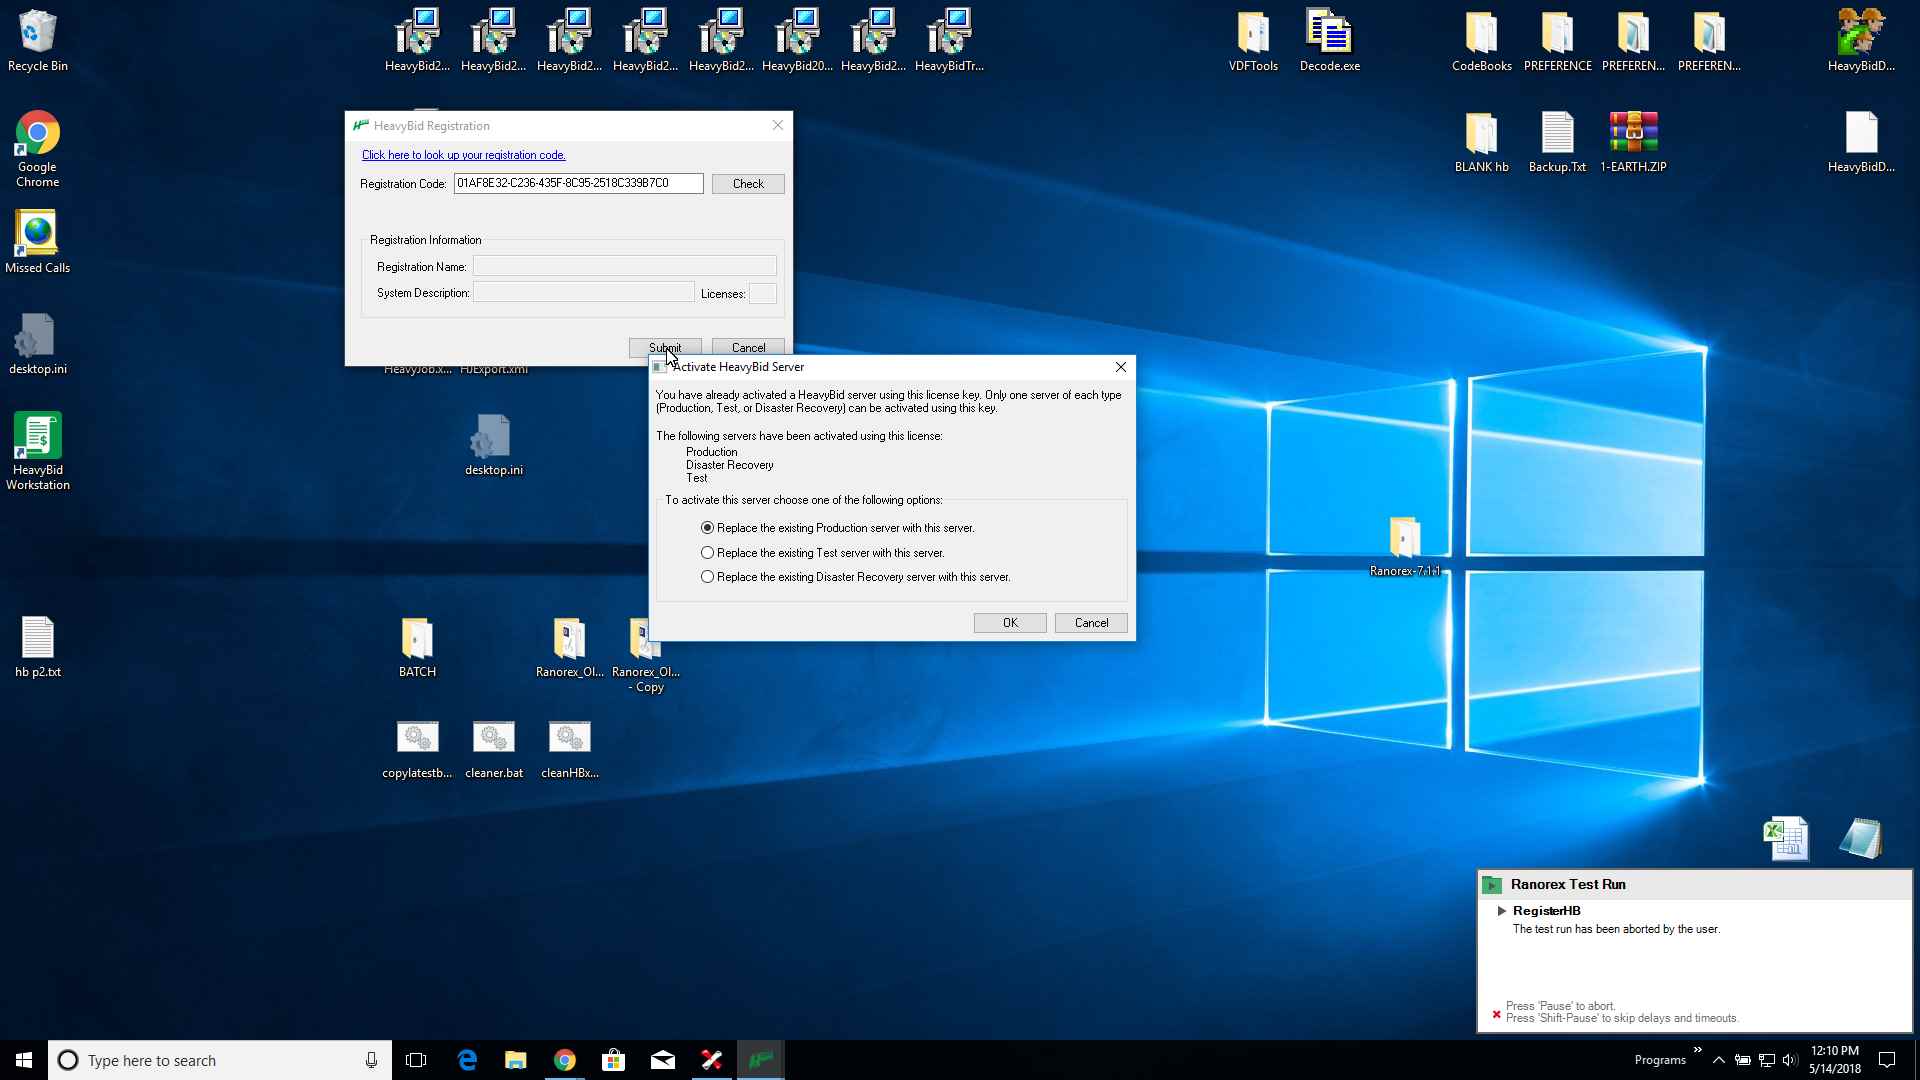 Recycle Bin
HeavyBid2...
HeavyBid2...
HeavyBid2...
HeavyBid2...
HeavyBid2...
HeavyBid20...
HeavyBid2...
HeavyBidTr...
VDFTools
Decode.exe
CodeBooks
PREFERENCE
PREFEREN...
PREFEREN...
HeavyBidD...
Google
Chrome
BLANK hb
Backup.Txt
1-EARTH.ZIP
HeavyBidD...
Missed Calls
desktop.ini
HeavyBid
Workstation
hb p2.txt
HeavyBid Registration
Click here to look up your registration code.
Registration Code: 01AF8E32-C236-435F-8C95-2518C339B7C0 Check
Registration Information
Registration Name:
System Description: Licenses:
Submit Cancel
HeavyJob.x... HJExport.xml
desktop.ini
Activate HeavyBid Server
You have already activated a HeavyBid server using this license key. Only one server of each type
(Production, Test, or Disaster Recovery) can be activated using this key.
The following servers have been activated using this license:
Production
Disaster Recovery
Test
To activate this server choose one of the following options:
Replace the existing Production server with this server.
Replace the existing Test server with this server.
Replace the existing Disaster Recovery server with this server.
OK Cancel
Ranorex-7.1.1
BATCH
Ranorex_Ol...
Ranorex_Ol...
- Copy
copylatestb...
cleaner.bat
cleanHBx...
Ranorex Test Run
RegisterHB
The test run has been aborted by the user.
Press 'Pause' to abort.
Press 'Shift-Pause' to skip delays and timeouts.
Type here to search
Programs
12:10 PM
5/14/2018